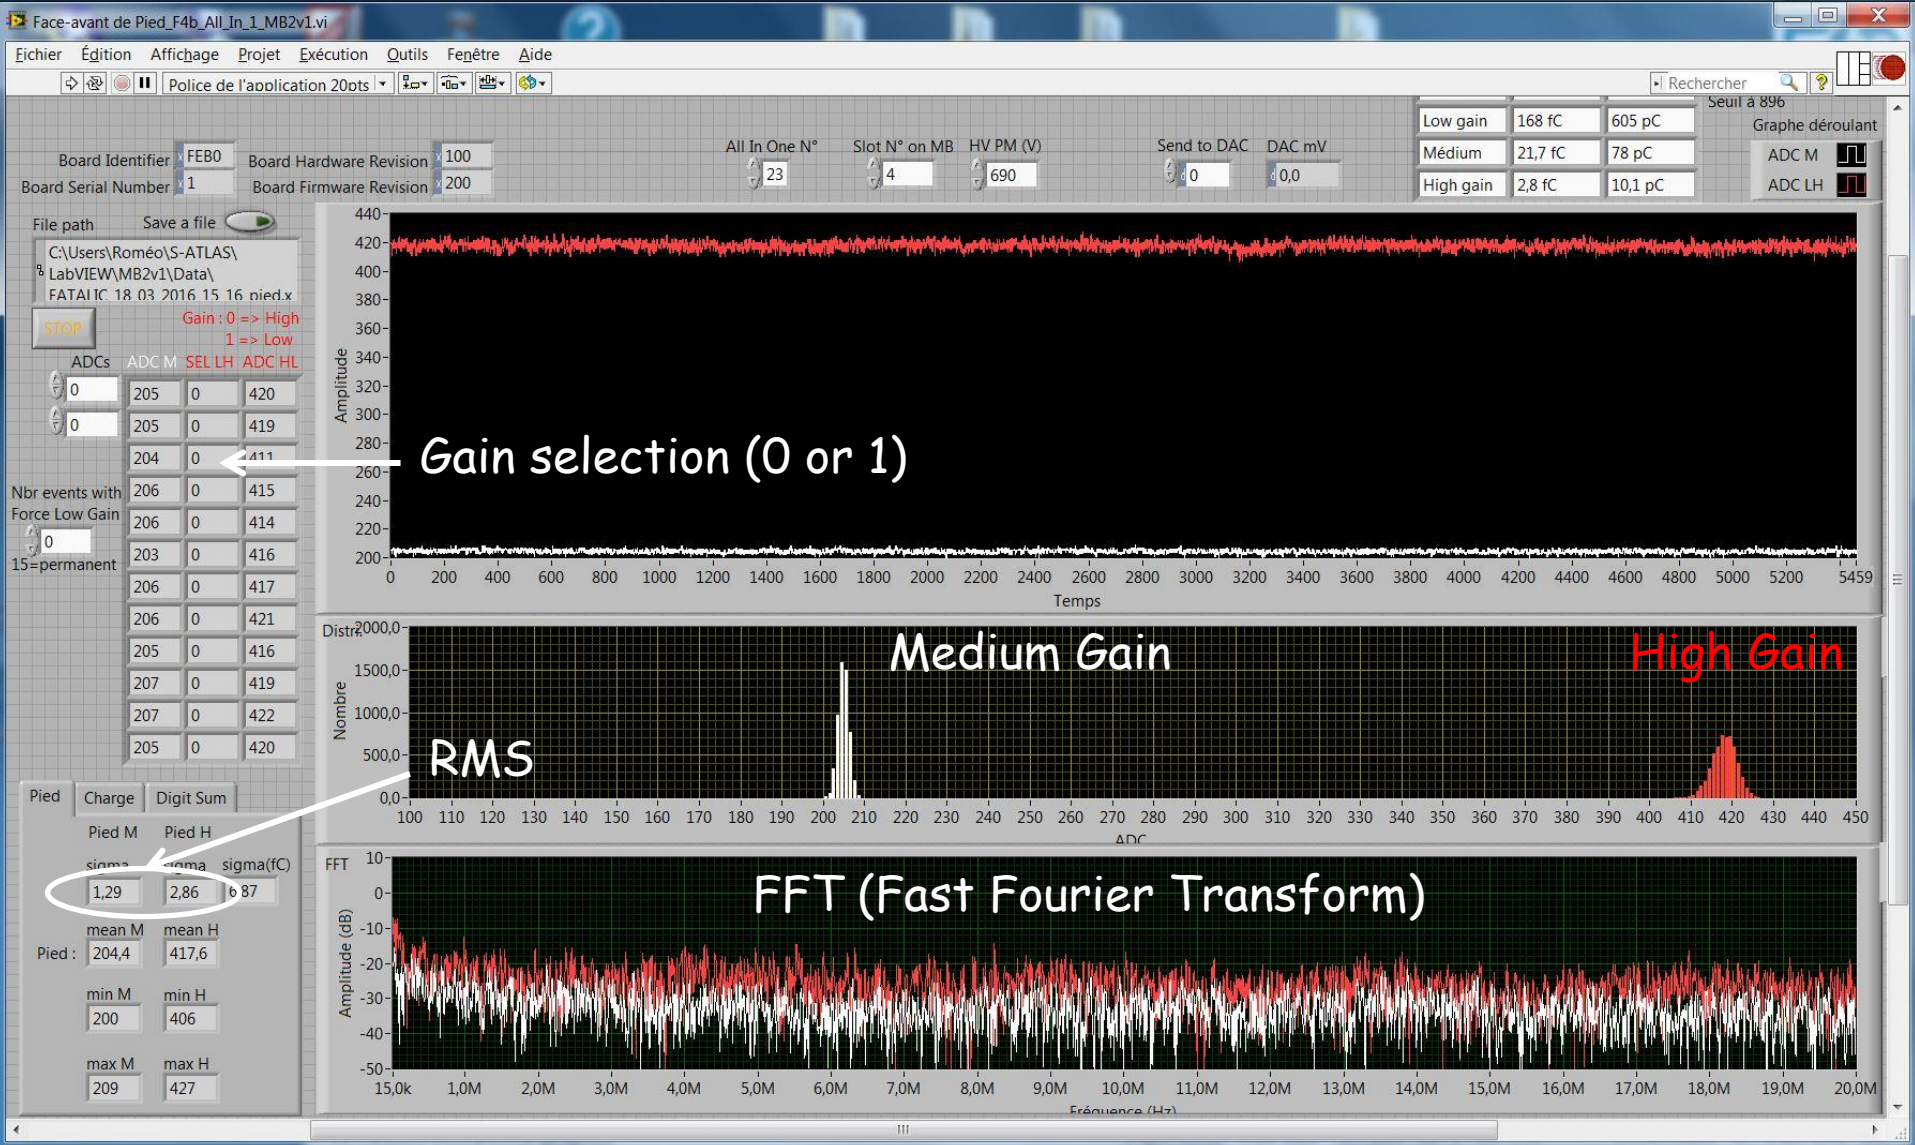 Face-avant de Pied_F4b_All_In_1_MB2v1.vi
Fichier Édition Affichage Projet Exécution Outils Fenêtre Aide
Police de l'application 20pts
Rechercher
Seuil à 896
Low gain 168 fC 605 pC
Médium 21,7 fC 78 pC
High gain 2,8 fC 10,1 pC
Graphe déroulant
ADC M
ADC LH
Board Identifier x FEB0 Board Hardware Revision x 100
Board Serial Number x 1 Board Firmware Revision x 200
All In One N° Slot N° on MB HV PM (V) Send to DAC DAC mV
23 4 690 d 0 d 0,0
File path Save a file
C:\Users\Roméo\S-ATLAS\
LabVIEW\MB2v1\Data\
FATALIC_18_03_2016_15_16_pied.x
STOP
Gain : 0 => High
1 => Low
ADCs ADC M SEL LH ADC HL
0 205 0 420
0 205 0 419
204 0 411
206 0 415
206 0 414
203 0 416
206 0 417
206 0 421
205 0 416
207 0 419
207 0 422
205 0 420
Nbr events with
Force Low Gain
0
15=permanent
Gain selection (0 or 1)
Amplitude
440
420
400
380
360
340
320
300
280
260
240
220
200
0 200 400 600 800 1000 1200 1400 1600 1800 2000 2200 2400 2600 2800 3000 3200 3400 3600 3800 4000 4200 4400 4600 4800 5000 5200 5459
Temps
Medium Gain
High Gain
RMS
Nombre
2000,0
1500,0
1000,0
500,0
0,0
100 110 120 130 140 150 160 170 180 190 200 210 220 230 240 250 260 270 280 290 300 310 320 330 340 350 360 370 380 390 400 410 420 430 440 450
ADC
Pied Charge Digit Sum
Pied M Pied H
sigma sigma sigma(fC)
1,29 2,86 6,87
mean M mean H
Pied : 204,4 417,6
min M min H
200 406
max M max H
209 427
FFT
FFT (Fast Fourier Transform)
Amplitude (dB)
10
0
-10
-20
-30
-40
-50
15,0k 1,0M 2,0M 3,0M 4,0M 5,0M 6,0M 7,0M 8,0M 9,0M 10,0M 11,0M 12,0M 13,0M 14,0M 15,0M 16,0M 17,0M 18,0M 19,0M 20,0M
Fréquence (Hz)